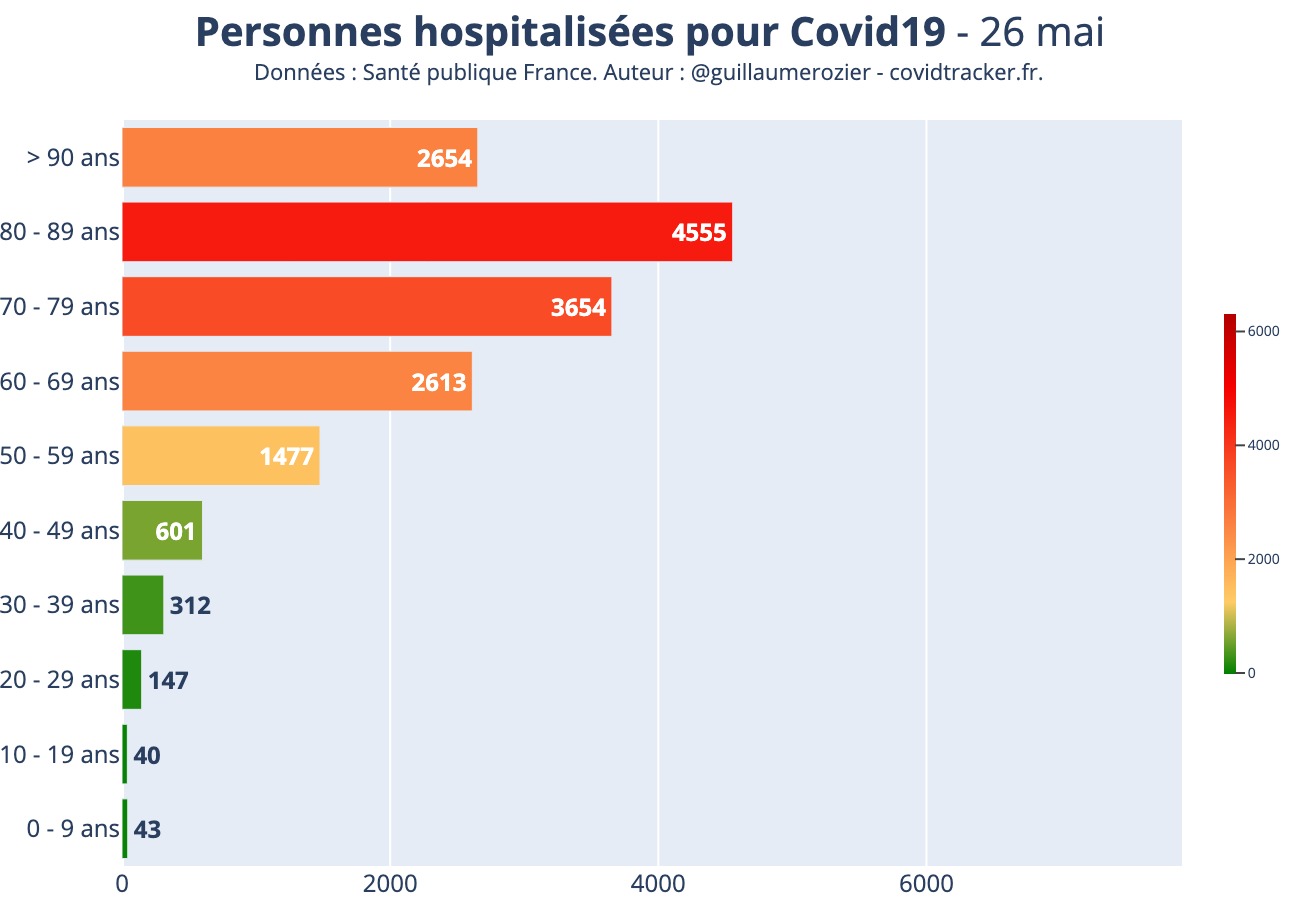 Personnes hospitalisées pour Covid19 - 26 mai
Données : Santé publique France. Auteur : @guillaumerozier - covidtracker.fr.
> 90 ans 2654
80 - 89 ans 4555
70 - 79 ans 3654
60 - 69 ans 2613
50 - 59 ans 1477
40 - 49 ans 601
30 - 39 ans 312
20 - 29 ans 147
10 - 19 ans 40
0 - 9 ans 43
0 2000 4000 6000
6000
4000
2000
0